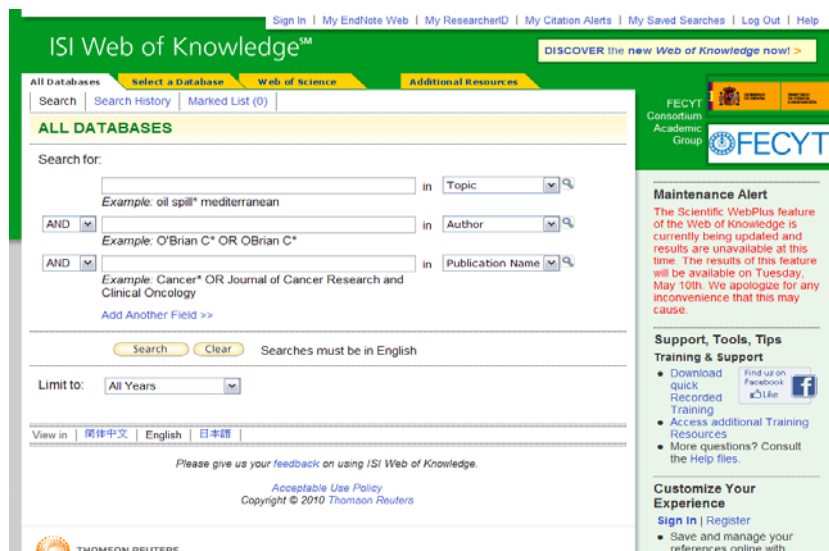 Sign In | My EndNote Web | My ResearcherID | My Citation Alerts | My Saved Searches | Log Out | Help
ISI Web of Knowledge℠
DISCOVER the new Web of Knowledge now! >
All Databases Select a Database Web of Science Additional Resources
Search | Search History | Marked List (0)
ALL DATABASES
Search for:
in Topic
Example: oil spill* mediterranean
AND in Author
Example: O'Brian C* OR OBrian C*
AND in Publication Name
Example: Cancer* OR Journal of Cancer Research and
Clinical Oncology
Add Another Field >>
Search Clear Searches must be in English
Limit to: All Years
View in | 简体中文 | English | 日本語 |
Please give us your feedback on using ISI Web of Knowledge.
Acceptable Use Policy
Copyright © 2010 Thomson Reuters
THOMSON REUTERS
FECYT
Consortium
Academic
Group
FECYT
Maintenance Alert
The Scientific WebPlus feature
of the Web of Knowledge is
currently being updated and
results are unavailable at this
time. The results of this feature
will be available on Tuesday,
May 10th. We apologize for any
inconvenience that this may
cause.
Support, Tools, Tips
Training & Support
Download
quick
Recorded
Training
Find us on
Facebook
Like
Access additional Training
Resources
More questions? Consult
the Help files.
Customize Your
Experience
Sign In | Register
Save and manage your
references online with